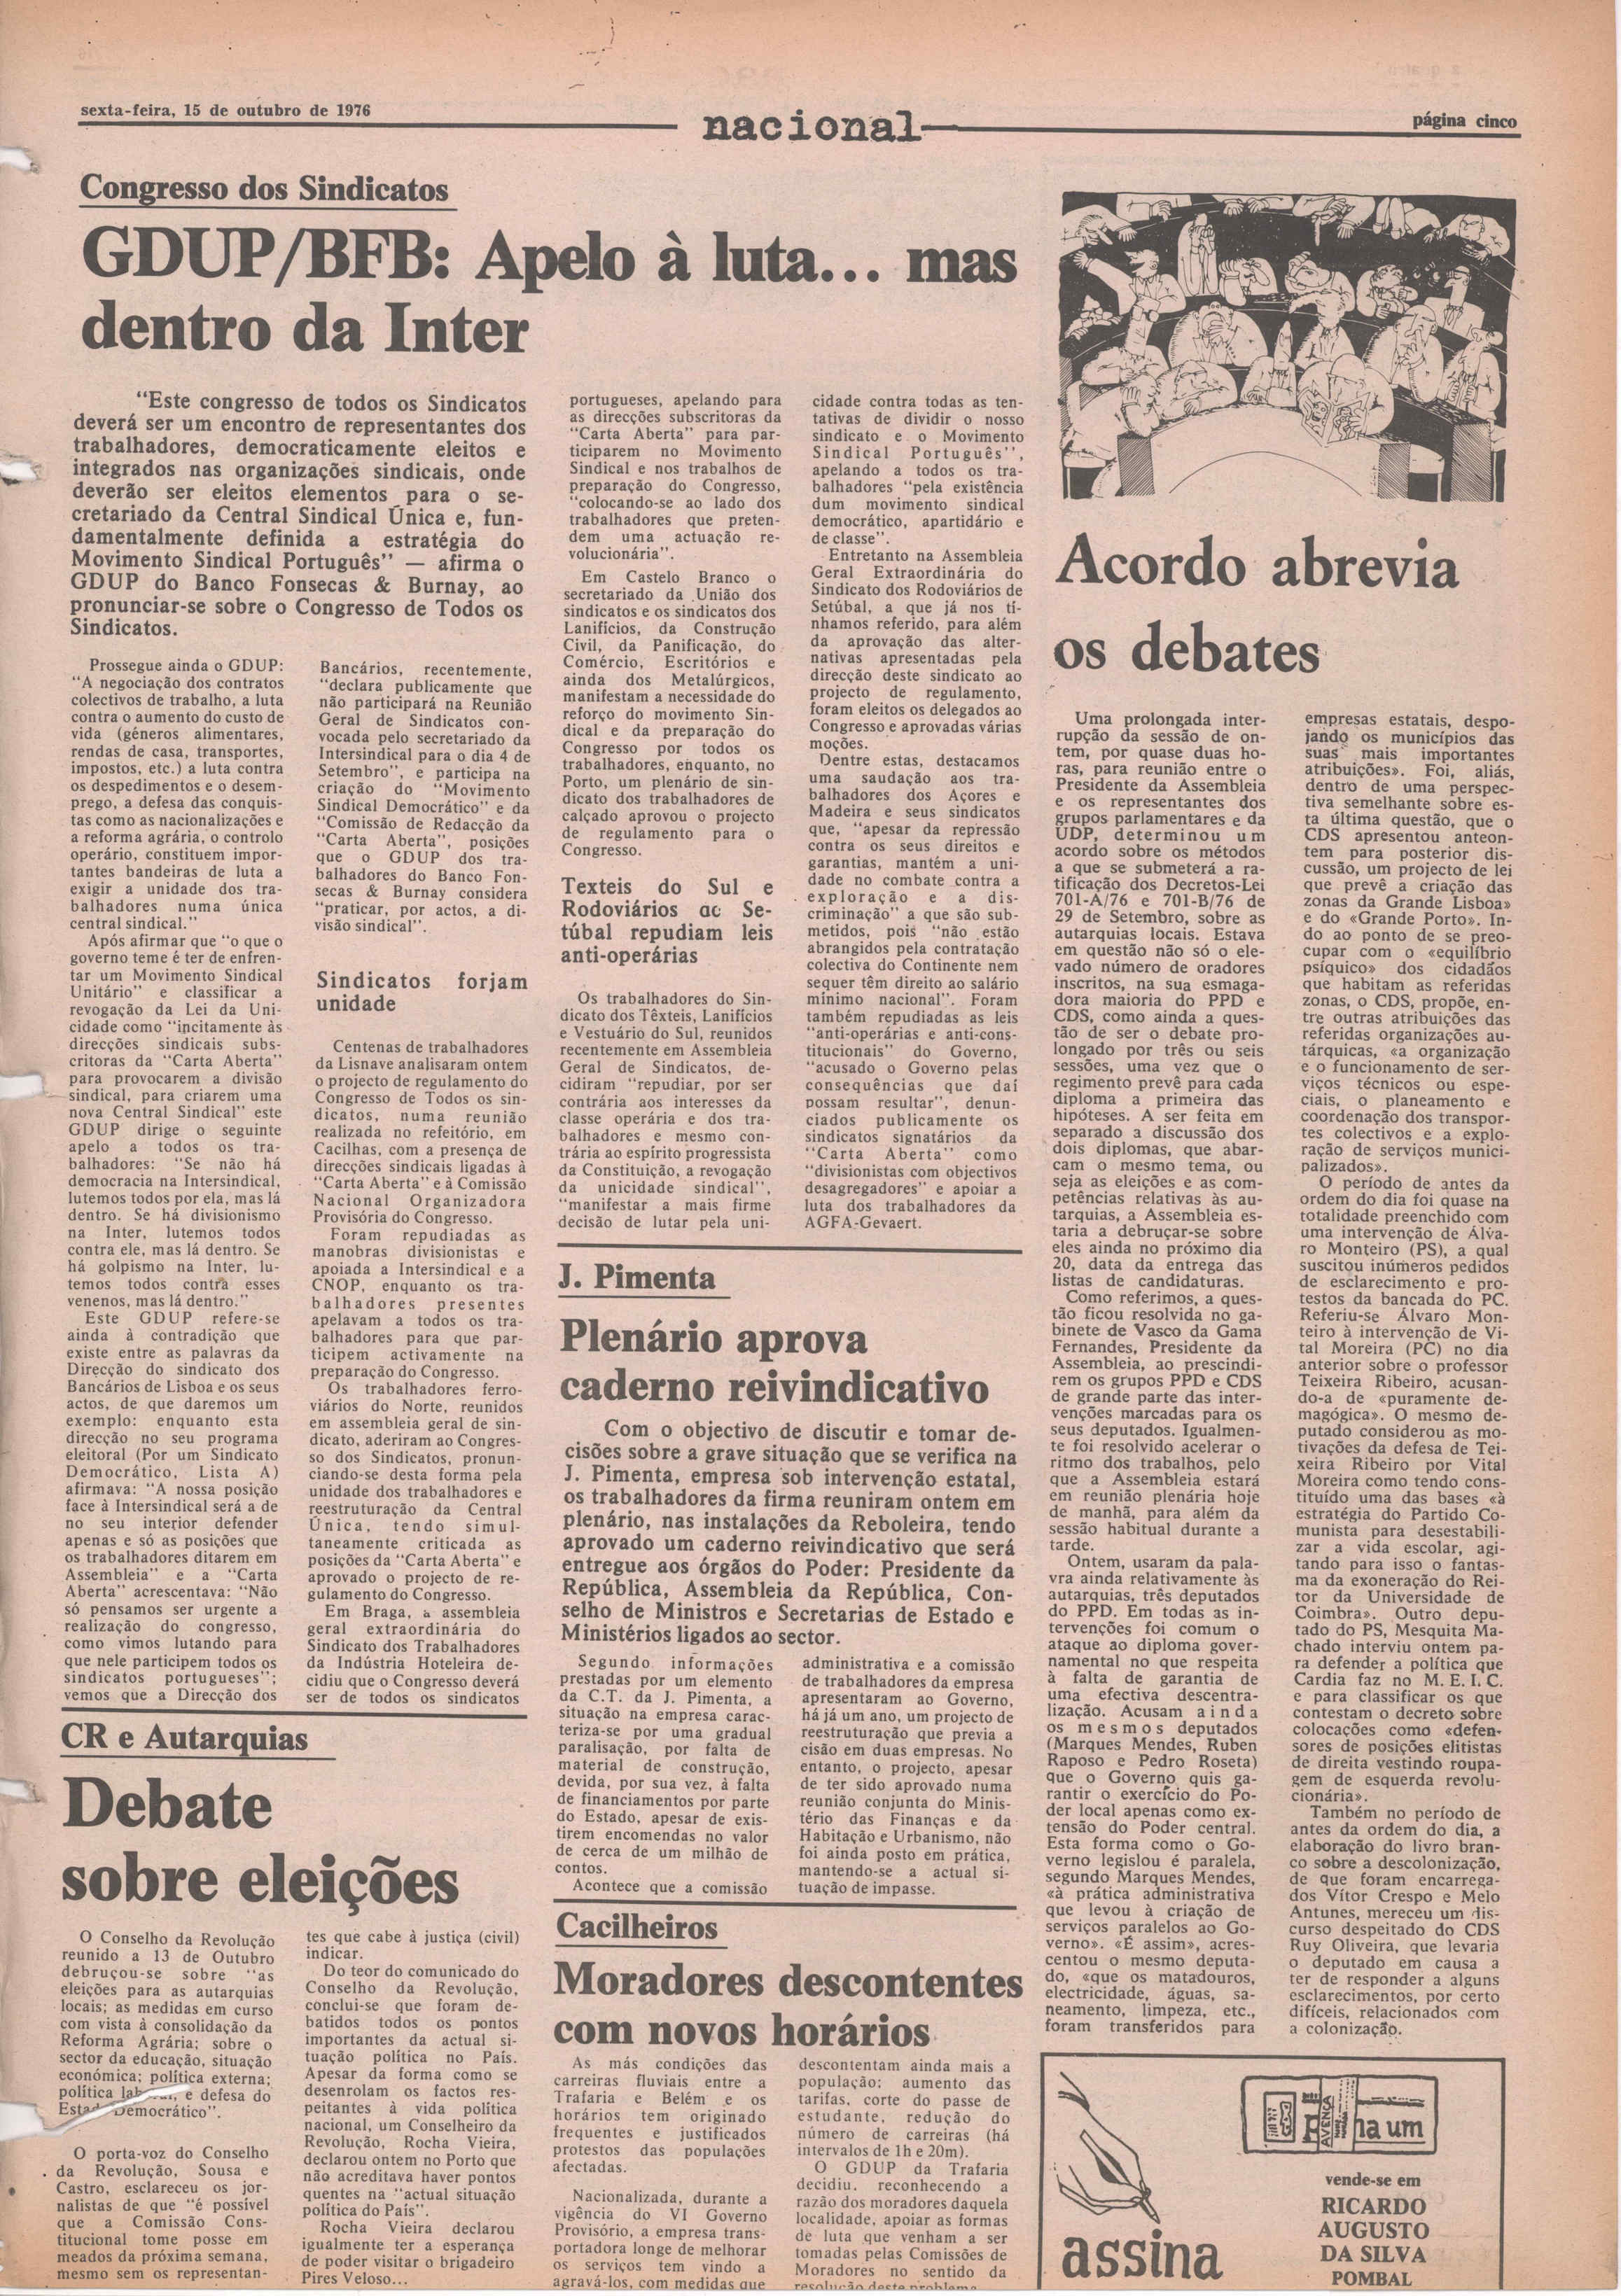 sexta-feira, 15 de outubro de 1976
nacional
página cinco
Congresso dos Sindicatos
GDUP/BFB: Apelo à luta... mas
dentro da Inter
"Este congresso de todos os Sindicatos
deverá ser um encontro de representantes dos
trabalhadores, democraticamente eleitos e
integrados nas organizações sindicais, onde
deverão ser eleitos elementos para o se-
cretariado da Central Sindical Única e, fun-
damentalmente definida a estratégia do
Movimento Sindical Português" — afirma o
GDUP do Banco Fonsecas & Burnay, ao
pronunciar-se sobre o Congresso de Todos os
Sindicatos.
Prossegue ainda o GDUP:
"A negociação dos contratos
colectivos de trabalho, a luta
contra o aumento do custo de
vida (géneros alimentares,
rendas de casa, transportes,
impostos, etc.) a luta contra
os despedimentos e o desem-
prego, a defesa das conquis-
tas como as nacionalizações e
a reforma agrária, o controlo
operário, constituem impor-
tantes bandeiras de luta a
exigir a unidade dos tra-
balhadores numa única
central sindical."
Após afirmar que "o que o
governo teme é ter de enfren-
tar um Movimento Sindical
Unitário" e classificar a
revogação da Lei da Uni-
cidade como "incitamento às
direcções sindicais subs-
critoras da "Carta Aberta"
para provocarem a divisão
sindical, para criarem uma
nova Central Sindical" este
GDUP dirige o seguinte
apelo a todos os tra-
balhadores: "Se não há
democracia na Intersindical,
lutemos todos por ela, mas lá
dentro. Se há divisionismo
na Inter, lutemos todos
contra ele, mas lá dentro. Se
há golpismo na Inter, lu-
temos todos contra esses
venenos, mas lá dentro."
Este GDUP refere-se
ainda à contradição que
existe entre as palavras da
Direcção do sindicato dos
Bancários de Lisboa e os seus
actos, de que daremos um
exemplo: enquanto esta
direcção no seu programa
eleitoral (Por um Sindicato
Democrático, Lista A)
afirmava: "A nossa posição
face à Intersindical será a de
no seu interior defender
apenas e só as posições que
os trabalhadores ditarem em
Assembleia" e a "Carta
Aberta" acrescentava: "Não
só pensamos ser urgente a
realização do congresso,
como vimos lutando para
que nele participem todos os
sindicatos portugueses";
vemos que a Direcção dos
Bancários, recentemente,
"declara publicamente que
não participará na Reunião
Geral de Sindicatos con-
vocada pelo secretariado da
Intersindical para o dia 4 de
Setembro", e participa na
criação do "Movimento
Sindical Democrático" e da
"Comissão de Redacção da
"Carta Aberta", posições
que o GDUP dos tra-
balhadores do Banco Fon-
secas & Burnay considera
"praticar, por actos, a di-
visão sindical".
Sindicatos forjam
unidade
Centenas de trabalhadores
da Lisnave analisaram ontem
o projecto de regulamento do
Congresso de Todos os sin-
dicatos, numa reunião
realizada no refeitório, em
Cacilhas, com a presença de
direcções sindicais ligadas à
"Carta Aberta" e à Comissão
Nacional Organizadora
Provisória do Congresso.
Foram repudiadas as
manobras divisionistas e
apoiada a Intersindical e a
CNOP, enquanto os tra-
balhadores presentes
apelavam a todos os tra-
balhadores para que par-
ticipem activamente na
preparação do Congresso.
Os trabalhadores ferro-
viários do Norte, reunidos
em assembleia geral de sin-
dicato, aderiram ao Congres-
so dos Sindicatos, pronun-
ciando-se desta forma pela
unidade dos trabalhadores e
reestruturação da Central
Única, tendo simul-
taneamente criticadas as
posições da "Carta Aberta" e
aprovado o projecto de re-
gulamento do Congresso.
Em Braga, a assembleia
geral extraordinária do
Sindicato dos Trabalhadores
da Indústria Hoteleira de-
cidiu que o Congresso deverá
ser de todos os sindicatos
portugueses, apelando para
as direcções subscritoras da
"Carta Aberta" para par-
ticiparem no Movimento
Sindical e nos trabalhos de
preparação do Congresso,
"colocando-se ao lado dos
trabalhadores que preten-
dem uma actuação re-
volucionária".
Em Castelo Branco o
secretariado da União dos
sindicatos e os sindicatos dos
Lanifícios, da Construção
Civil, da Panificação, do
Comércio, Escritórios e
ainda dos Metalúrgicos,
manifestam a necessidade do
reforço do movimento Sin-
dical e da preparação do
Congresso por todos os
trabalhadores, enquanto, no
Porto, um plenário de sin-
dicato dos trabalhadores de
calçado aprovou o projecto
de regulamento para o
Congresso.
Texteis do Sul e
Rodoviários de Se-
túbal repudiam leis
anti-operárias
Os trabalhadores do Sin-
dicato dos Têxteis, Lanifícios
e Vestuário do Sul, reunidos
recentemente em Assembleia
Geral de Sindicatos, de-
cidiram "repudiar, por ser
contrária aos interesses da
classe operária e dos tra-
balhadores e mesmo con-
trária ao espírito progressista
da Constituição, a revogação
da unicidade sindical",
"manifestar a mais firme
decisão de lutar pela uni-
cidade contra todas as ten-
tativas de dividir o nosso
sindicato e o Movimento
Sindical Português",
apelando a todos os tra-
balhadores "pela existência
dum movimento sindical
democrático, apartidário e
de classe".
Entretanto na Assembleia
Geral Extraordinária do
Sindicato dos Rodoviários de
Setúbal, a que já nos ti-
nhamos referido, para além
da aprovação das alter-
nativas apresentadas pela
direcção deste sindicato ao
projecto de regulamento,
foram eleitos os delegados ao
Congresso e aprovadas várias
moções.
Dentre estas, destacamos
uma saudação aos tra-
balhadores dos Açores e
Madeira e seus sindicatos
que, "apesar da repressão
contra os seus direitos e
garantias, mantém a uni-
dade no combate contra a
exploração e a dis-
criminação" a que são sub-
metidos, pois "não estão
abrangidos pela contratação
colectiva do Continente nem
sequer têm direito ao salário
mínimo nacional". Foram
também repudiadas as leis
"anti-operárias e anti-cons-
titucionais" do Governo,
"acusado o Governo pelas
consequências que daí
possam resultar", denun-
ciados publicamente os
sindicatos signatários da
"Carta Aberta" como
"divisionistas com objectivos
desagregadores" e apoiar a
luta dos trabalhadores da
AGFA-Gevaert.
J. Pimenta
Plenário aprova
caderno reivindicativo
Com o objectivo de discutir e tomar de-
cisões sobre a grave situação que se verifica na
J. Pimenta, empresa sob intervenção estatal,
os trabalhadores da firma reuniram ontem em
plenário, nas instalações da Reboleira, tendo
aprovado um caderno reivindicativo que será
entregue aos órgãos do Poder: Presidente da
República, Assembleia da República, Con-
selho de Ministros e Secretarias de Estado e
Ministérios ligados ao sector.
Segundo informações
prestadas por um elemento
da C.T. da J. Pimenta, a
situação na empresa carac-
teriza-se por uma gradual
paralisação, por falta de
material de construção,
devida, por sua vez, à falta
de financiamentos por parte
do Estado, apesar de exis-
tirem encomendas no valor
de cerca de um milhão de
contos.
Acontece que a comissão
administrativa e a comissão
de trabalhadores da empresa
apresentaram ao Governo,
há já um ano, um projecto de
reestruturação que previa a
cisão em duas empresas. No
entanto, o projecto, apesar
de ter sido aprovado numa
reunião conjunta do Minis-
tério das Finanças e da
Habitação e Urbanismo, não
foi ainda posto em prática,
mantendo-se a actual si-
tuação de impasse.
Cacilheiros
Moradores descontentes
com novos horários
As más condições das
carreiras fluviais entre a
Trafaria e Belém e os
horários tem originado
frequentes e justificados
protestos das populações
afectadas.
Nacionalizada, durante a
vigência do VI Governo
Provisório, a empresa trans-
portadora longe de melhorar
os serviços tem vindo a
agravá-los, com medidas que
descontentam ainda mais a
população: aumento das
tarifas, corte do passe de
estudante, redução do
número de carreiras (há
intervalos de 1h e 20m).
O GDUP da Trafaria
decidiu, reconhecendo a
razão dos moradores daquela
localidade, apoiar as formas
de luta que venham a ser
tomadas pelas Comissões de
Moradores no sentido da
resolução deste problema
CR e Autarquias
Debate
sobre eleições
O Conselho da Revolução
reunido a 13 de Outubro
debruçou-se sobre "as
eleições para as autarquias
locais; as medidas em curso
com vista à consolidação da
Reforma Agrária; sobre o
sector da educação, situação
económica; política externa;
política e defesa do
Democrático".
O porta-voz do Conselho
da Revolução, Sousa e
Castro, esclareceu os jor-
nalistas de que "é possível
que a Comissão Cons-
titucional tome posse em
meados da próxima semana,
mesmo sem os representan-
tes que cabe à justiça (civil)
indicar.
Do teor do comunicado do
Conselho da Revolução,
conclui-se que foram de-
batidos todos os pontos
importantes da actual si-
tuação política no País.
Apesar da forma como se
desenrolam os factos res-
peitantes à vida política
nacional, um Conselheiro da
Revolução, Rocha Vieira,
declarou ontem no Porto que
não acreditava haver pontos
quentes na "actual situação
política do País".
Rocha Vieira declarou
igualmente ter a esperança
de poder visitar o brigadeiro
Pires Veloso...
Acordo abrevia
os debates
Uma prolongada inter-
rupção da sessão de on-
tem, por quase duas ho-
ras, para reunião entre o
Presidente da Assembleia
e os representantes dos
grupos parlamentares e da
UDP, determinou um
acordo sobre os métodos
a que se submeterá a ra-
tificação dos Decretos-Lei
701-A/76 e 701-B/76 de
29 de Setembro, sobre as
autarquias locais. Estava
em questão não só o ele-
vado número de oradores
inscritos, na sua esmaga-
dora maioria do PPD e
CDS, como ainda a ques-
tão de ser o debate pro-
longado por três ou seis
sessões, uma vez que o
regimento prevê para cada
diploma a primeira das
hipóteses. A ser feita em
separado a discussão dos
dois diplomas, que abar-
cam o mesmo tema, ou
seja as eleições e as com-
petências relativas às au-
tarquias, a Assembleia es-
taria a debruçar-se sobre
eles ainda no próximo dia
20, data da entrega das
listas de candidaturas.
Como referimos, a ques-
tão ficou resolvida no ga-
binete de Vasco da Gama
Fernandes, Presidente da
Assembleia, ao prescindi-
rem os grupos PPD e CDS
de grande parte das inter-
venções marcadas para os
seus deputados. Igualmen-
te foi resolvido acelerar o
ritmo dos trabalhos, pelo
que a Assembleia estará
em reunião plenária hoje
de manhã, para além da
sessão habitual durante a
tarde.
Ontem, usaram da pala-
vra ainda relativamente às
autarquias, três deputados
do PPD. Em todas as in-
tervenções foi comum o
ataque ao diploma gover-
namental no que respeita
à falta de garantia de
uma efectiva descentra-
lização. Acusam ainda
os mesmos deputados
(Marques Mendes, Ruben
Raposo e Pedro Roseta)
que o Governo quis ga-
rantir o exercício do Po-
der local apenas como ex-
tensão do Poder central.
Esta forma como o Go-
verno legislou é paralela,
segundo Marques Mendes,
«à prática administrativa
que levou à criação de
serviços paralelos ao Go-
verno». «É assim», acres-
centou o mesmo deputa-
do, «que os matadouros,
electricidade, águas, sa-
neamento, limpeza, etc.,
foram transferidos para
empresas estatais, despo-
jando os municípios das
suas mais importantes
atribuições». Foi, aliás,
dentro de uma perspec-
tiva semelhante sobre es-
ta última questão, que o
CDS apresentou anteon-
tem para posterior dis-
cussão, um projecto de lei
que prevê a criação das
zonas da Grande Lisboa»
e do «Grande Porto». In-
do ao ponto de se preo-
cupar com o «equilíbrio
psíquico» dos cidadãos
que habitam as referidas
zonas, o CDS, propõe, en-
tre outras atribuições das
referidas organizações au-
tárquicas, «a organização
e o funcionamento de ser-
viços técnicos ou espe-
ciais, o planeamento e
coordenação dos transpor-
tes colectivos e a explo-
ração de serviços munici-
palizados».
O período de antes da
ordem do dia foi quase na
totalidade preenchido com
uma intervenção de Álva-
ro Monteiro (PS), a qual
suscitou inúmeros pedidos
de esclarecimento e pro-
testos da bancada do PC.
Referiu-se Álvaro Mon-
teiro à intervenção de Vi-
tal Moreira (PC) no dia
anterior sobre o professor
Teixeira Ribeiro, acusan-
do-a de «puramente de-
magógica». O mesmo de-
putado considerou as mo-
tivações da defesa de Tei-
xeira Ribeiro por Vital
Moreira como tendo cons-
tituído uma das bases «à
estratégia do Partido Co-
munista para desestabili-
zar a vida escolar, agi-
tando para isso o fantas-
ma da exoneração do Rei-
tor da Universidade de
Coimbra». Outro depu-
tado do PS, Mesquita Ma-
chado interviu ontem pa-
ra defender a política que
Cardia faz no M. E. I. C.
e para classificar os que
contestam o decreto sobre
colocações como «defen-
sores de posições elitistas
de direita vestindo roupa-
gem de esquerda revolu-
cionária».
Também no período de
antes da ordem do dia, a
elaboração do livro bran-
co sobre a descolonização,
de que foram encarrega-
dos Vítor Crespo e Melo
Antunes, mereceu um dis-
curso despeitado do CDS
Ruy Oliveira, que levaria
o deputado em causa a
ter de responder a alguns
esclarecimentos, por certo
difíceis, relacionados com
a colonização.
AVENÇA
ha um
vende-se em
RICARDO
AUGUSTO
DA SILVA
POMBAL
assina